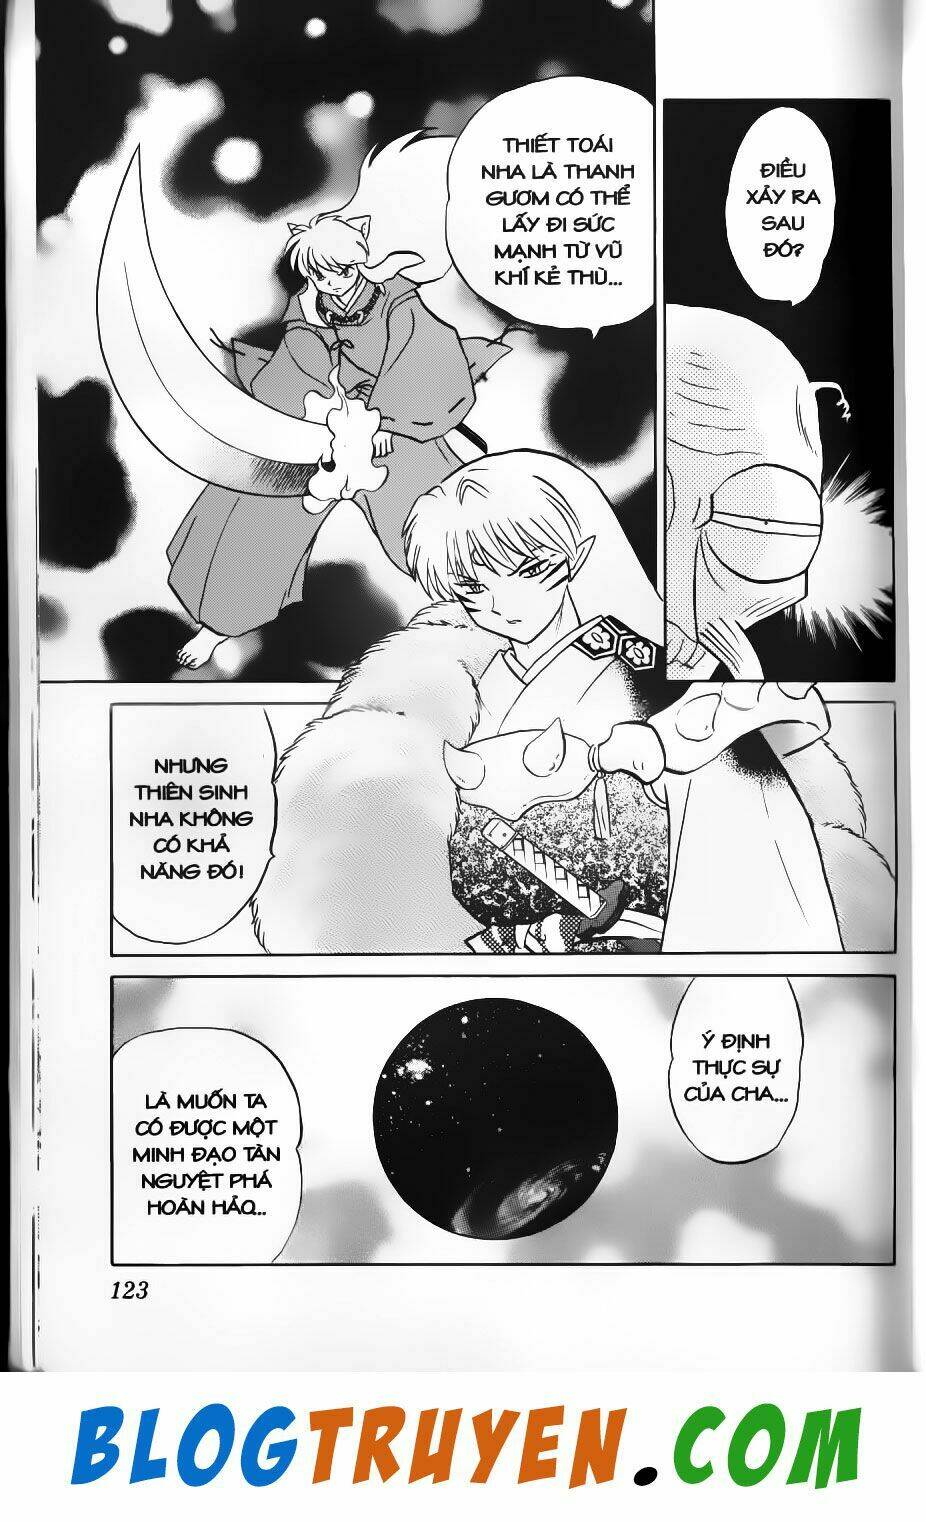 ĐIỀU
XẢY RA
SAU
ĐÓ?
THIẾT TOÁI
NHA LÀ THANH
GƯƠM CÓ THỂ
LẤY ĐI SỨC
MẠNH TỪ VŨ
KHÍ KẺ THÙ...
NHƯNG
THIÊN SINH
NHA KHÔNG
CÓ KHẢ
NĂNG ĐÓ!
Ý ĐỊNH
THỰC SỰ
CỦA CHA...
LÀ MUỐN TA
CÓ ĐƯỢC MỘT
MINH ĐẠO TÀN
NGUYỆT PHÁ
HOÀN HẢO...
123
BLOGTRUYEN.COM